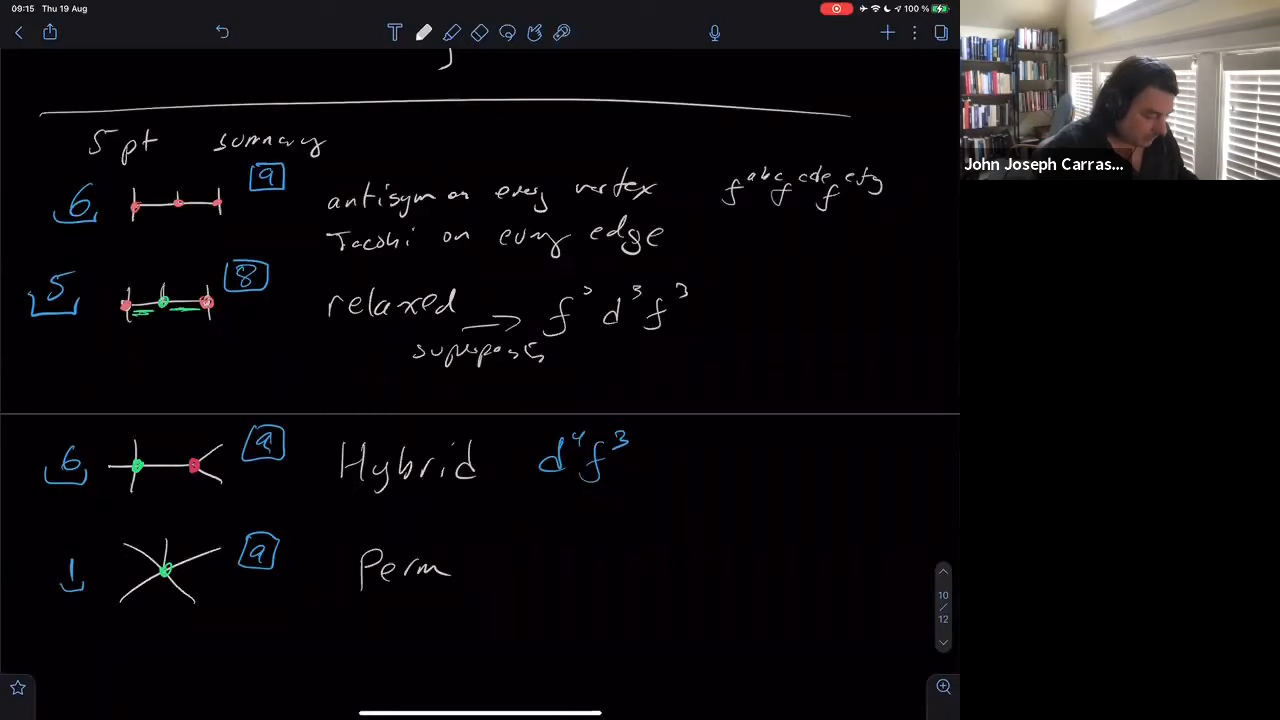 09:15 Thu 19 Aug
100 %
5 pt summary
6 9 antisym on every vertex f^abc f^cde f^efg
Jacobi on every edge
5 8 relaxed → f^3 d^3 f^3
6 9 Hybrid d^4 f^3
1 9 Perm
10
/
12
John Joseph Carras...